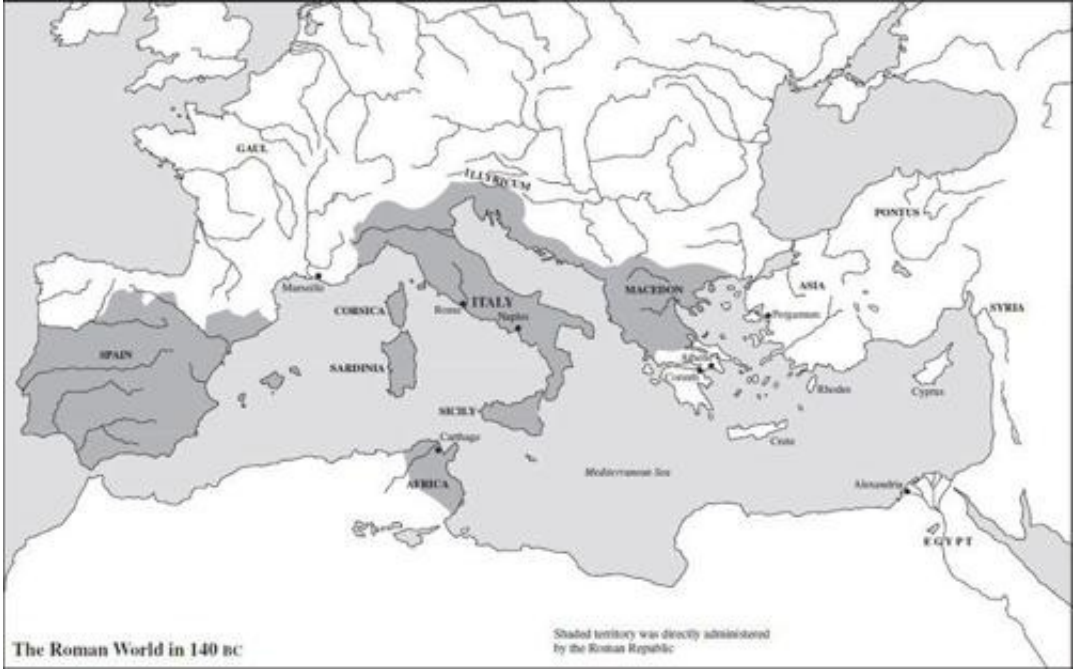 GAUL
ILLYRICUM
PONTUS
Marseille
CORSICA
Rome
ITALY
Naples
MACEDON
ASIA
Pergamum
SYRIA
SPAIN
SARDINIA
Athens
Corinth
Rhodes
Cyprus
SICILY
Carthage
Crete
Mediterranean Sea
AFRICA
Alexandria
EGYPT
The Roman World in 140 BC
Shaded territory was directly administered
by the Roman Republic